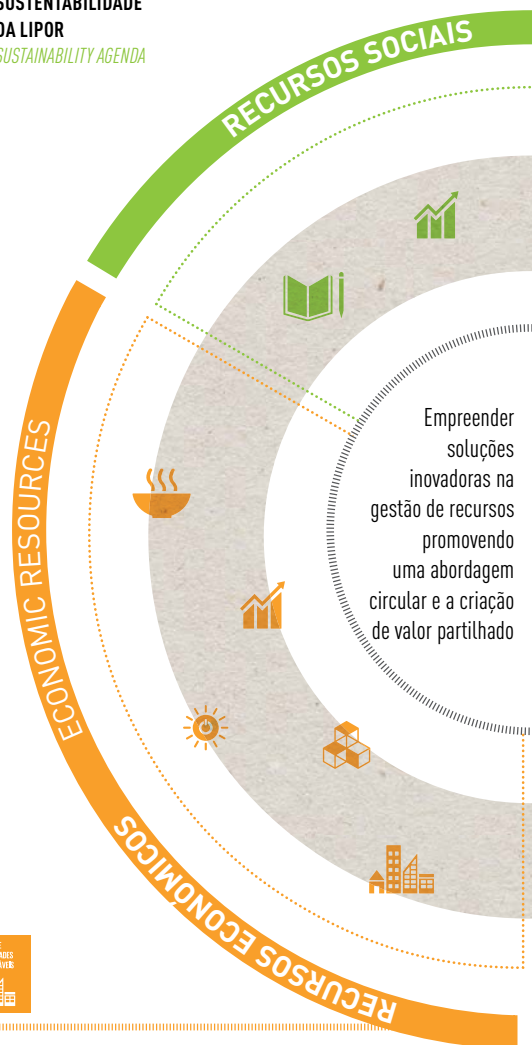 SUSTENTABILIDADE
DA LIPOR
SUSTAINABILITY AGENDA
RECURSOS SOCIAIS
Empreender
soluções
inovadoras na
gestão de recursos
promovendo
uma abordagem
circular e a criação
de valor partilhado
ECONOMIC RESOURCES
RECURSOS ECONÓMICOS